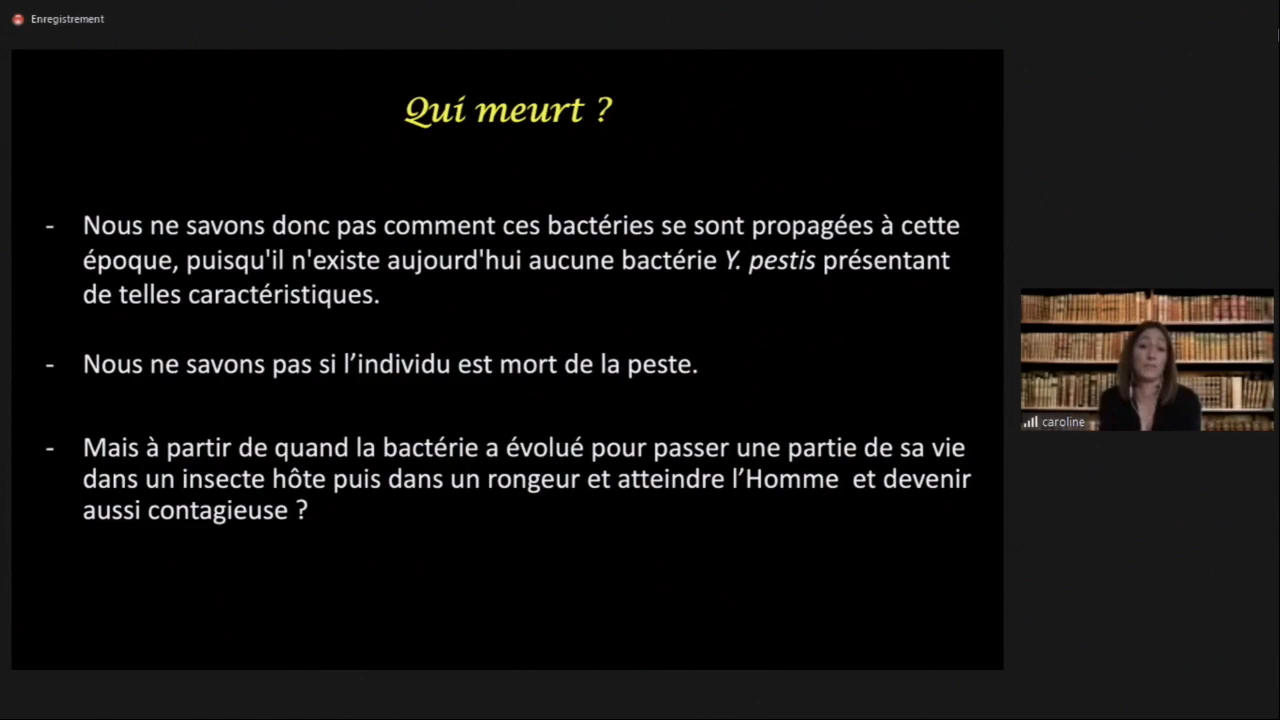 Enregistrement
Qui meurt ?
- Nous ne savons donc pas comment ces bactéries se sont propagées à cette
époque, puisqu'il n'existe aujourd'hui aucune bactérie Y. pestis présentant
de telles caractéristiques.
- Nous ne savons pas si l’individu est mort de la peste.
- Mais à partir de quand la bactérie a évolué pour passer une partie de sa vie
dans un insecte hôte puis dans un rongeur et atteindre l’Homme et devenir
aussi contagieuse ?
caroline